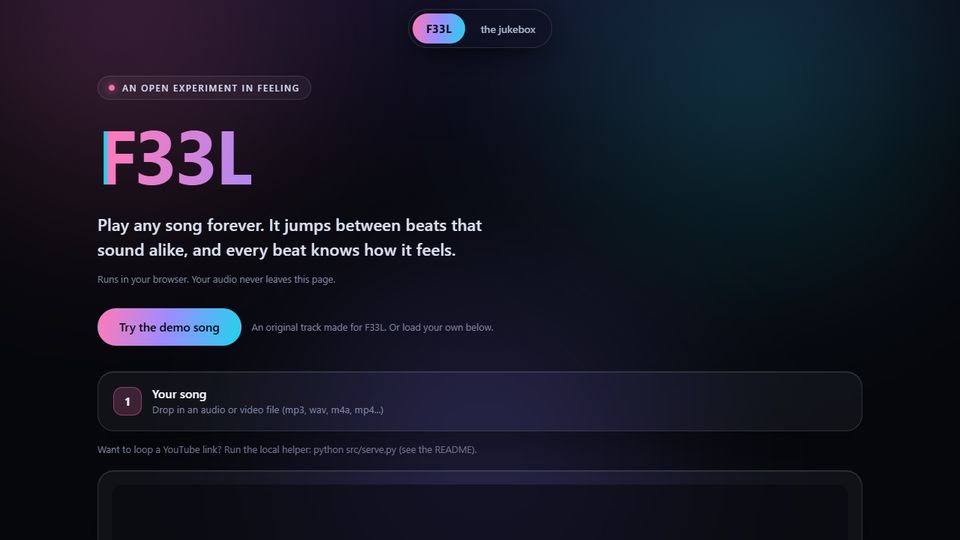 F33L
the jukebox
AN OPEN EXPERIMENT IN FEELING
F33L
Play any song forever. It jumps between beats that
sound alike, and every beat knows how it feels.
Runs in your browser. Your audio never leaves this page.
Try the demo song
An original track made for F33L. Or load your own below.
1
Your song
Drop in an audio or video file (mp3, wav, m4a, mp4...)
Want to loop a YouTube link? Run the local helper: python src/serve.py (see the README).